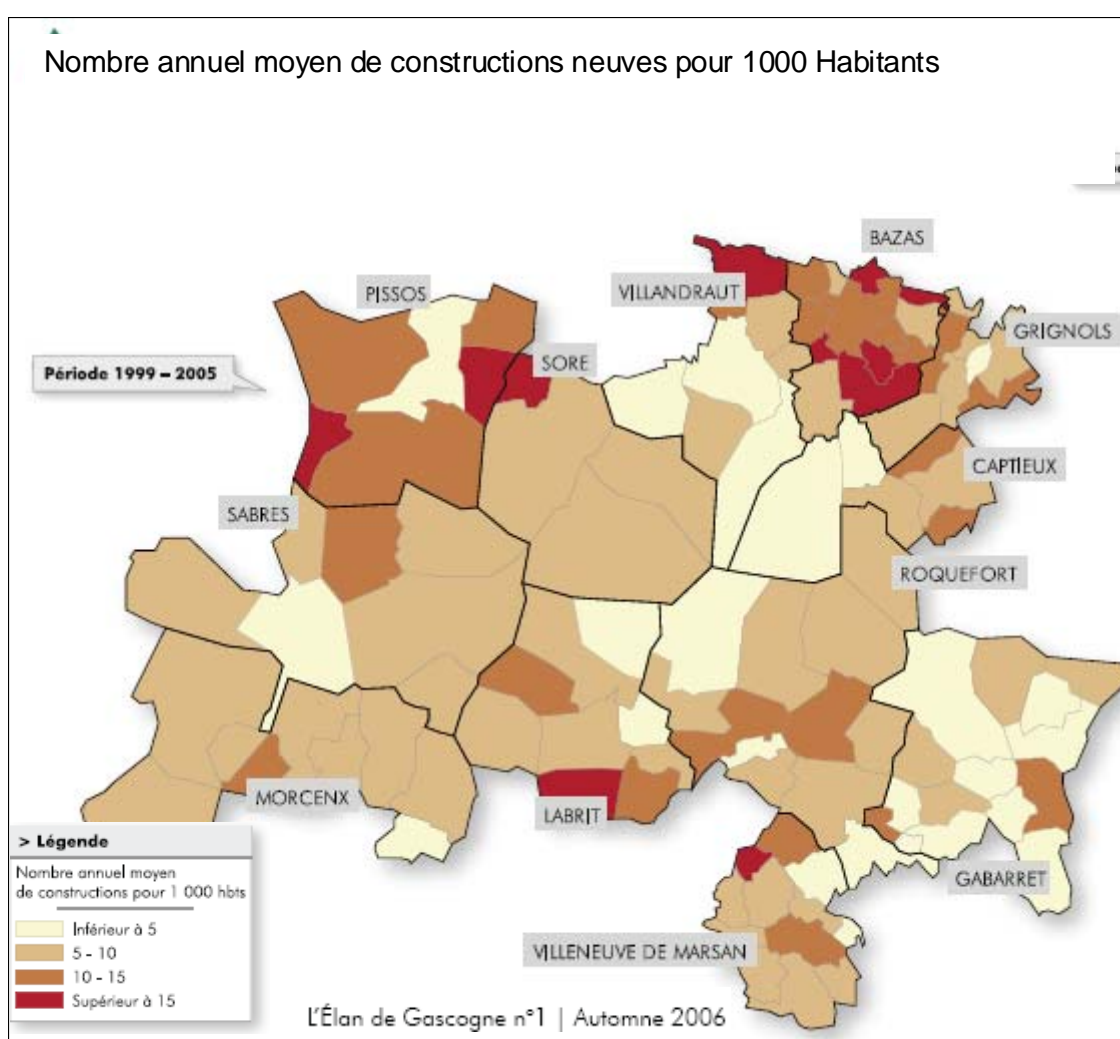 Nombre annuel moyen de constructions neuves pour 1000 Habitants
BAZAS
VILLANDRAUT
PISSOS
GRIGNOLS
SORE
Période 1999 – 2005
CAPTIEUX
SABRES
ROQUEFORT
MORCENX
LABRIT
GABARRET
VILLENEUVE DE MARSAN
> Légende
Nombre annuel moyen
de constructions pour 1 000 hbts
Inférieur à 5
5 - 10
10 - 15
Supérieur à 15
L'Élan de Gascogne n°1 | Automne 2006